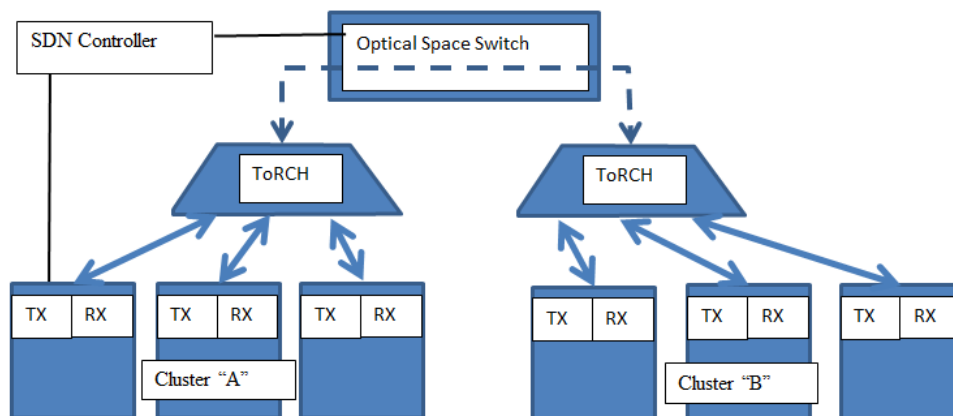 SDN Controller
Optical Space Switch
ToRCH
ToRCH
TX RX TX RX TX RX TX RX TX RX TX RX
Cluster “A”
Cluster “B”